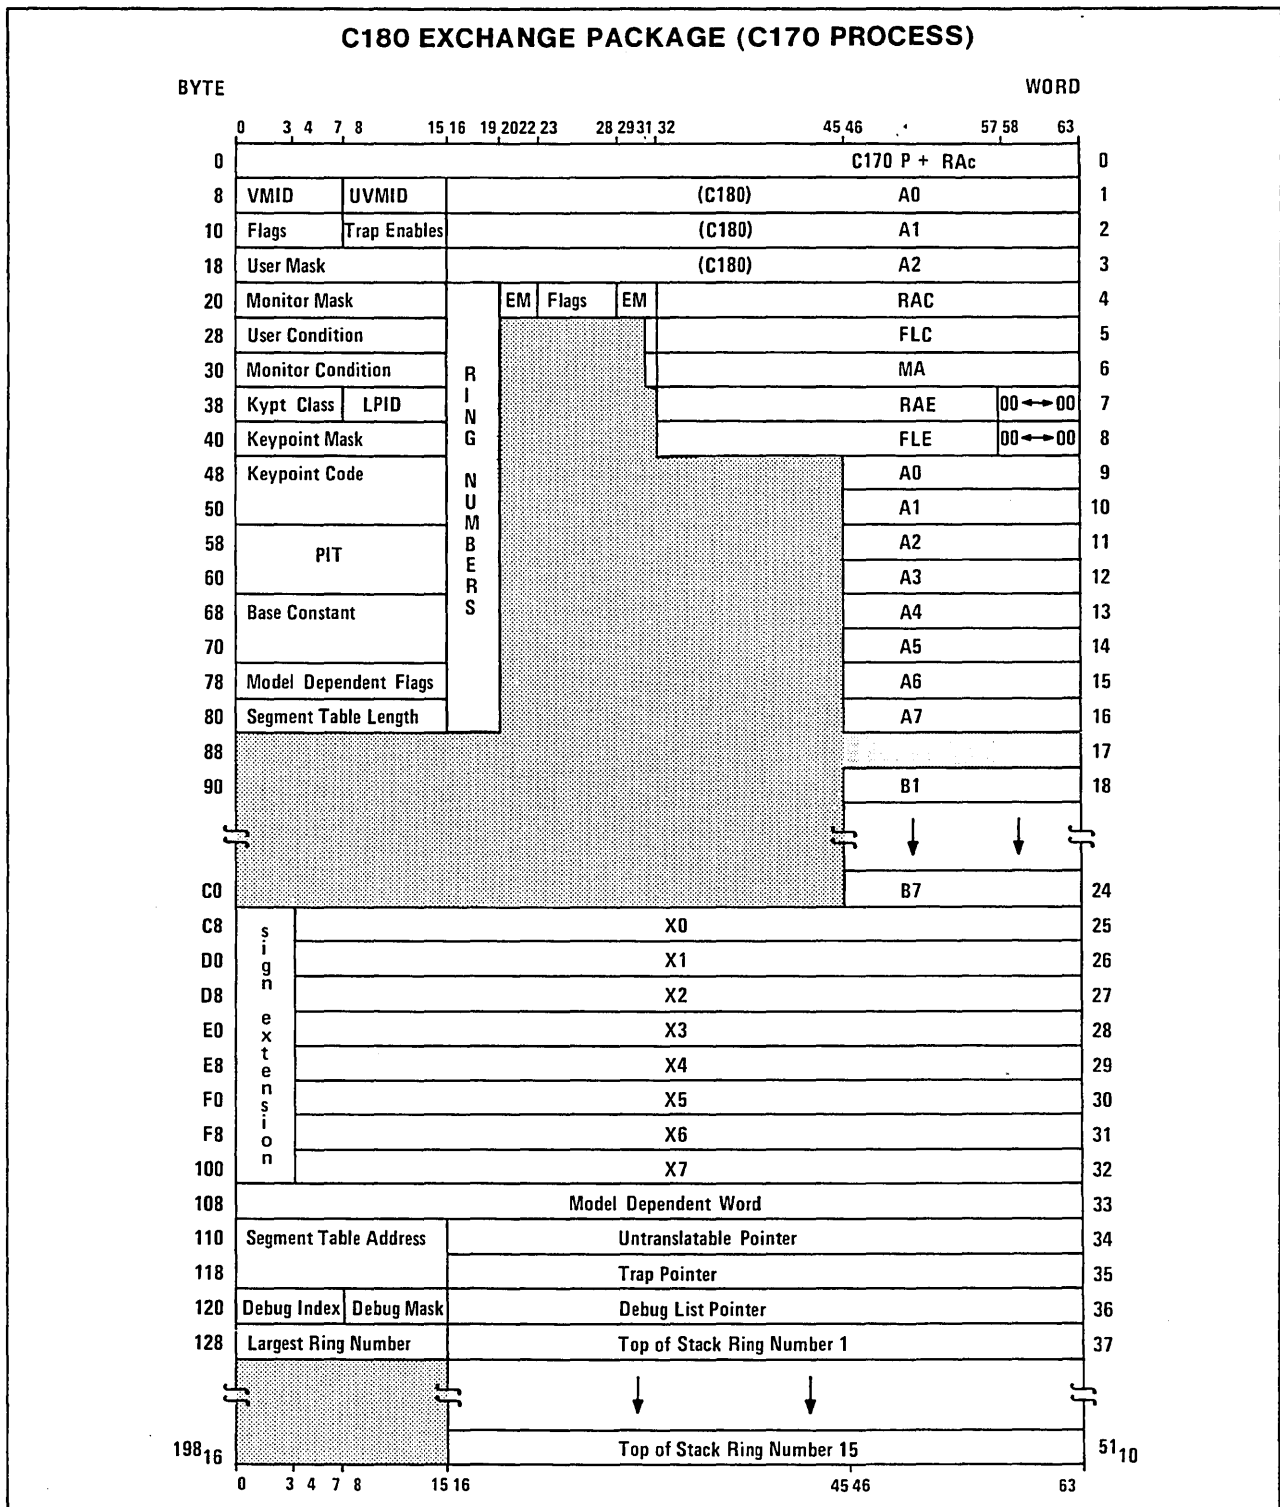 C180 EXCHANGE PACKAGE (C170 PROCESS)
BYTE WORD
0 3 4 7 8 15 16 19 20 22 23 28 29 31 32 45 46 57 58 63
0 C170 P + RAc 0
8 VMID UVMID (C180) A0 1
10 Flags Trap Enables (C180) A1 2
18 User Mask (C180) A2 3
20 Monitor Mask EM Flags EM RAC 4
28 User Condition FLC 5
30 Monitor Condition MA 6
38 Kypt Class LPID RAE 00↔00 7
40 Keypoint Mask FLE 00↔00 8
RING NUMBERS
48 Keypoint Code A0 9
50 A1 10
58 PIT A2 11
60 A3 12
68 Base Constant A4 13
70 A5 14
78 Model Dependent Flags A6 15
80 Segment Table Length A7 16
88 17
90 B1 18
C0 B7 24
sign extension
C8 X0 25
D0 X1 26
D8 X2 27
E0 X3 28
E8 X4 29
F0 X5 30
F8 X6 31
100 X7 32
108 Model Dependent Word 33
110 Segment Table Address Untranslatable Pointer 34
118 Trap Pointer 35
120 Debug Index Debug Mask Debug List Pointer 36
128 Largest Ring Number Top of Stack Ring Number 1 37
198₁₆ Top of Stack Ring Number 15 51₁₀
0 3 4 7 8 15 16 45 46 63